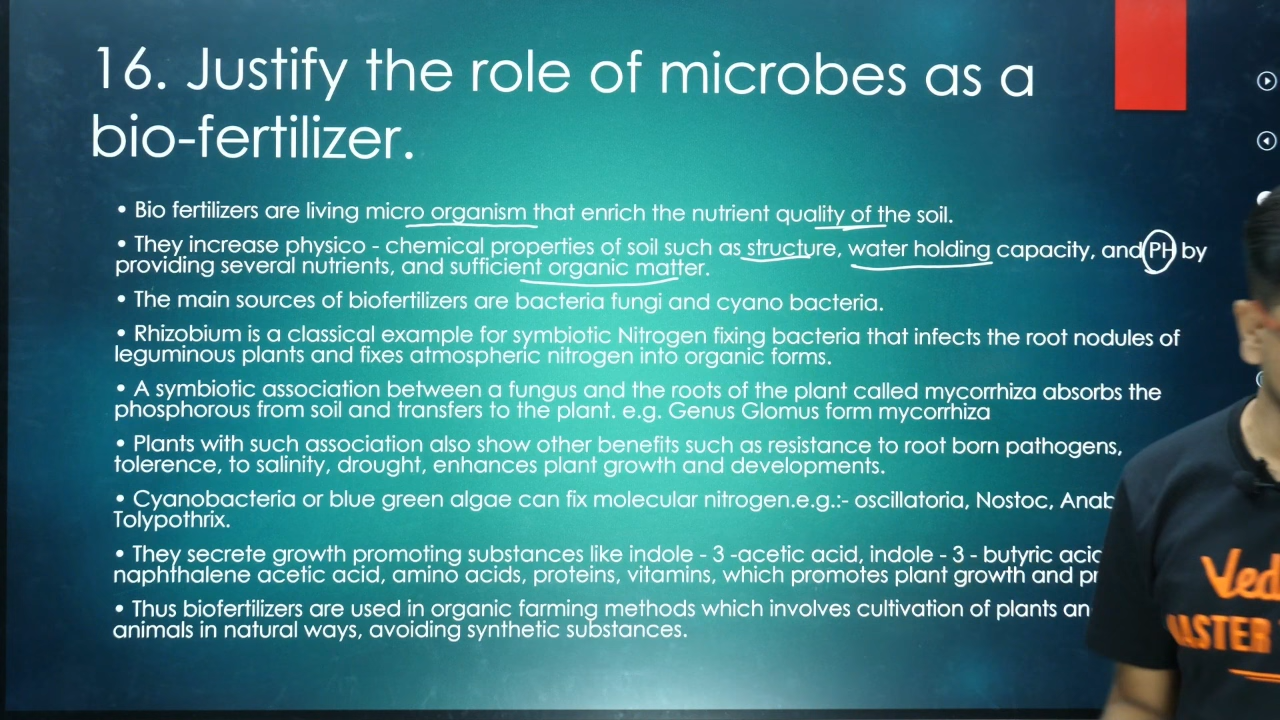 16. Justify the role of microbes as a
bio-fertilizer.
• Bio fertilizers are living micro organism that enrich the nutrient quality of the soil.
• They increase physico - chemical properties of soil such as structure, water holding capacity, and PH by
providing several nutrients, and sufficient organic matter.
• The main sources of biofertilizers are bacteria fungi and cyano bacteria.
• Rhizobium is a classical example for symbiotic Nitrogen fixing bacteria that infects the root nodules of
leguminous plants and fixes atmospheric nitrogen into organic forms.
• A symbiotic association between a fungus and the roots of the plant called mycorrhiza absorbs the
phosphorous from soil and transfers to the plant. e.g. Genus Glomus form mycorrhiza
• Plants with such association also show other benefits such as resistance to root born pathogens,
tolerence, to salinity, drought, enhances plant growth and developments.
• Cyanobacteria or blue green algae can fix molecular nitrogen.e.g.:- oscillatoria, Nostoc, Anab
Tolypothrix.
• They secrete growth promoting substances like indole - 3 -acetic acid, indole - 3 - butyric acid
naphthalene acetic acid, amino acids, proteins, vitamins, which promotes plant growth and pr
• Thus biofertilizers are used in organic farming methods which involves cultivation of plants an
animals in natural ways, avoiding synthetic substances.
Ved
MASTER